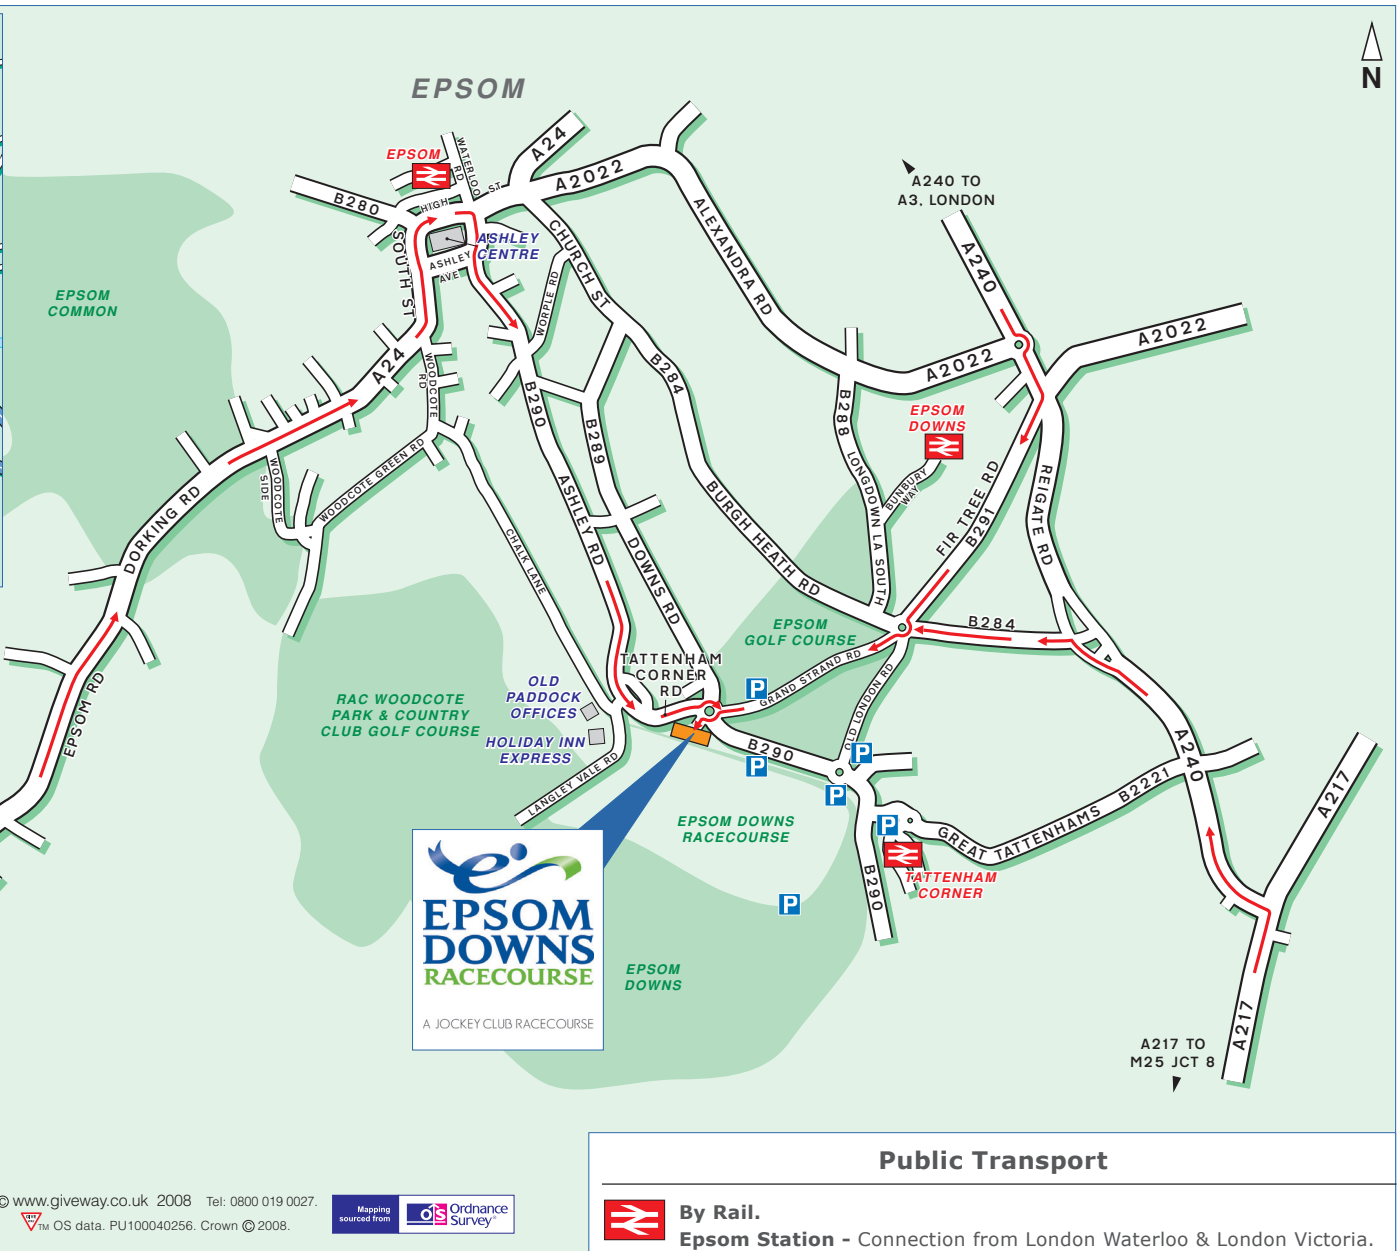 EPSOM
N
A24
A2022
EPSOM
WATERLOO
RD
B280
HIGH
ST
A240 TO
A3, LONDON
ASHLEY
CENTRE
ASHLEY
AVE
SOUTH ST
CHURCH ST
ALEXANDRA RD
A240
WORPLE RD
EPSOM
COMMON
A2022
A2022
A24
WOODCOTE
RD
B290
B284
B288
EPSOM
DOWNS
B289
WOODCOTE GREEN RD
WOODCOTE
SIDE
LONGDOWN LA SOUTH
BUNBURY
WAY
FIR TREE RD
B291
REIGATE RD
DORKING RD
ASHLEY RD
BURGH HEATH RD
CHALK LANE
DOWNS RD
EPSOM
GOLF COURSE
B284
TATTENHAM
CORNER
RD
GRAND STRAND RD
OLD LONDON RD
EPSOM RD
RAC WOODCOTE
PARK & COUNTRY
CLUB GOLF COURSE
OLD
PADDOCK
OFFICES
P
HOLIDAY INN
EXPRESS
B290
P
P
P
A240
LANGLEY VALE RD
B2221
A217
EPSOM DOWNS
RACECOURSE
P
GREAT TATTENHAMS
TATTENHAM
CORNER
B290
P
EPSOM
DOWNS
RACECOURSE
A JOCKEY CLUB RACECOURSE
EPSOM
DOWNS
A217
A217 TO
M25 JCT 8
Public Transport
By Rail.
Epsom Station - Connection from London Waterloo & London Victoria.
© www.giveway.co.uk 2008 Tel: 0800 019 0027.
TM OS data. PU100040256. Crown © 2008.
Mapping
sourced from
OS Ordnance
Survey®